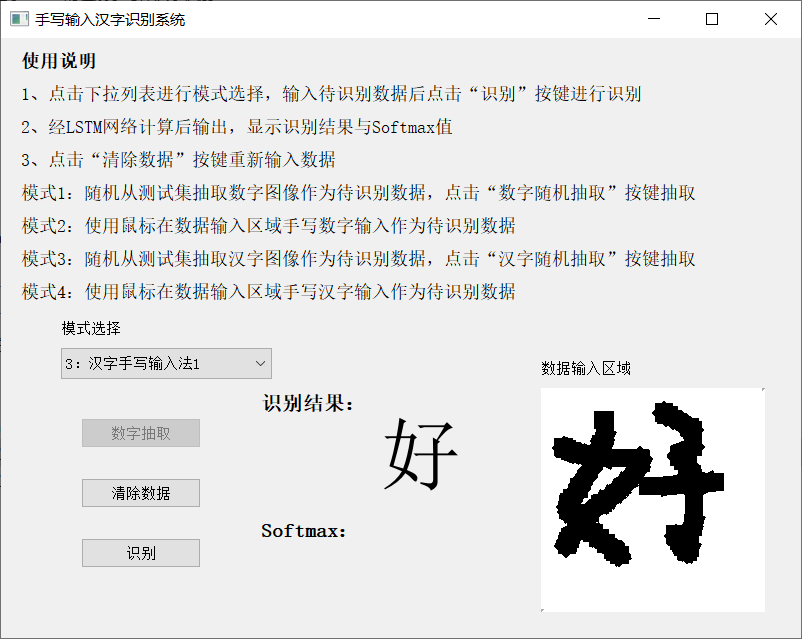 手写输入汉字识别系统
使用说明
1、点击下拉列表进行模式选择，输入待识别数据后点击“识别”按键进行识别
2、经LSTM网络计算后输出，显示识别结果与Softmax值
3、点击“清除数据”按键重新输入数据
模式1：随机从测试集抽取数字图像作为待识别数据，点击“数字随机抽取”按键抽取
模式2：使用鼠标在数据输入区域手写数字输入作为待识别数据
模式3：随机从测试集抽取汉字图像作为待识别数据，点击“汉字随机抽取”按键抽取
模式4：使用鼠标在数据输入区域手写汉字输入作为待识别数据
模式选择
3：汉字手写输入法1
数据输入区域
识别结果：
好
好
数字抽取
清除数据
Softmax：
识别